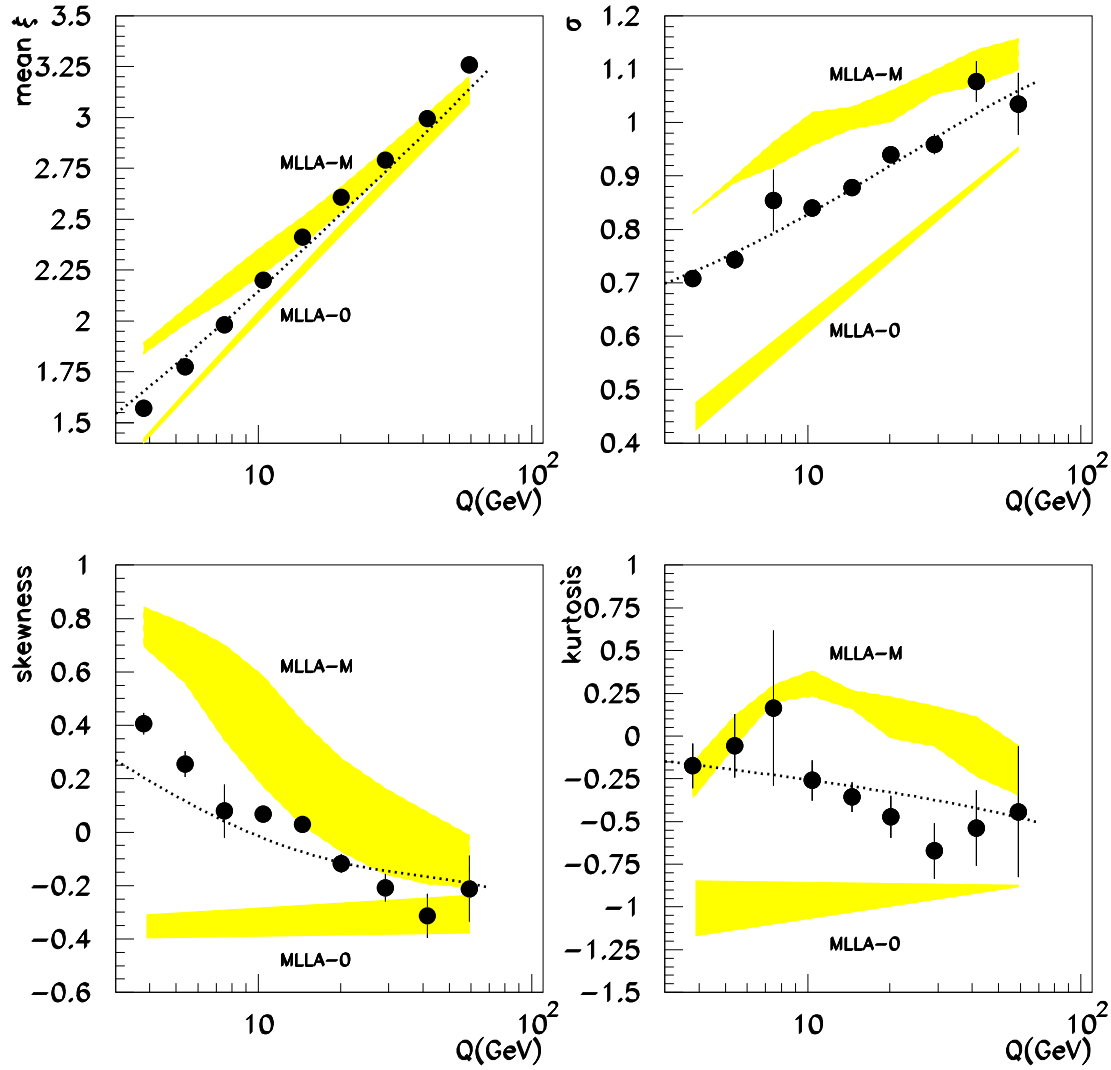 mean ξ
3.5
3.25
3
2.75
2.5
2.25
2
1.75
1.5
MLLA-M
MLLA-0
10
10²
Q(GeV)
σ
1.2
1.1
1
0.9
0.8
0.7
0.6
0.5
0.4
MLLA-M
MLLA-0
10
10²
Q(GeV)
skewness
1
0.8
0.6
0.4
0.2
0
-0.2
-0.4
-0.6
MLLA-M
MLLA-0
10
10²
Q(GeV)
kurtosis
1
0.75
0.5
0.25
0
-0.25
-0.5
-0.75
-1
-1.25
-1.5
MLLA-M
MLLA-0
10
10²
Q(GeV)